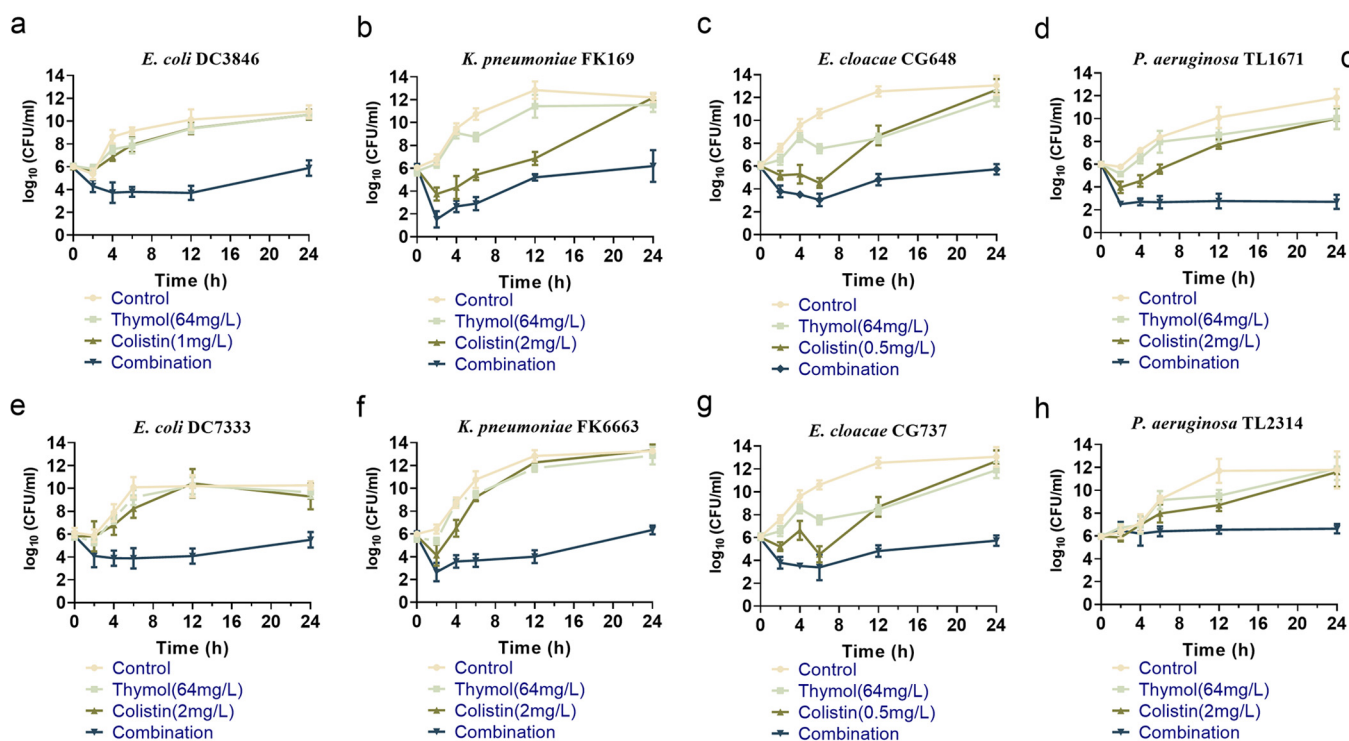 a
E. coli DC3846
log10 (CFU/ml)
14
12
10
8
6
4
2
0
0 4 8 12 16 20 24
Time (h)
Control
Thymol(64mg/L)
Colistin(1mg/L)
Combination
b
K. pneumoniae FK169
log10 (CFU/ml)
14
12
10
8
6
4
2
0
0 4 8 12 16 20 24
Time (h)
Control
Thymol(64mg/L)
Colistin(2mg/L)
Combination
c
E. cloacae CG648
log10 (CFU/ml)
14
12
10
8
6
4
2
0
0 4 8 12 16 20 24
Time (h)
Control
Thymol(64mg/L)
Colistin(0.5mg/L)
Combination
d
P. aeruginosa TL1671
log10 (CFU/ml)
14
12
10
8
6
4
2
0
0 4 8 12 16 20 24
Time (h)
Control
Thymol(64mg/L)
Colistin(2mg/L)
Combination
e
E. coli DC7333
log10 (CFU/ml)
14
12
10
8
6
4
2
0
0 4 8 12 16 20 24
Time (h)
Control
Thymol(64mg/L)
Colistin(2mg/L)
Combination
f
K. pneumoniae FK6663
log10 (CFU/ml)
14
12
10
8
6
4
2
0
0 4 8 12 16 20 24
Time (h)
Control
Thymol(64mg/L)
Colistin(2mg/L)
Combination
g
E. cloacae CG737
log10 (CFU/ml)
14
12
10
8
6
4
2
0
0 4 8 12 16 20 24
Time (h)
Control
Thymol(64mg/L)
Colistin(0.5mg/L)
Combination
h
P. aeruginosa TL2314
log10 (CFU/ml)
14
12
10
8
6
4
2
0
0 4 8 12 16 20 24
Time (h)
Control
Thymol(64mg/L)
Colistin(2mg/L)
Combination